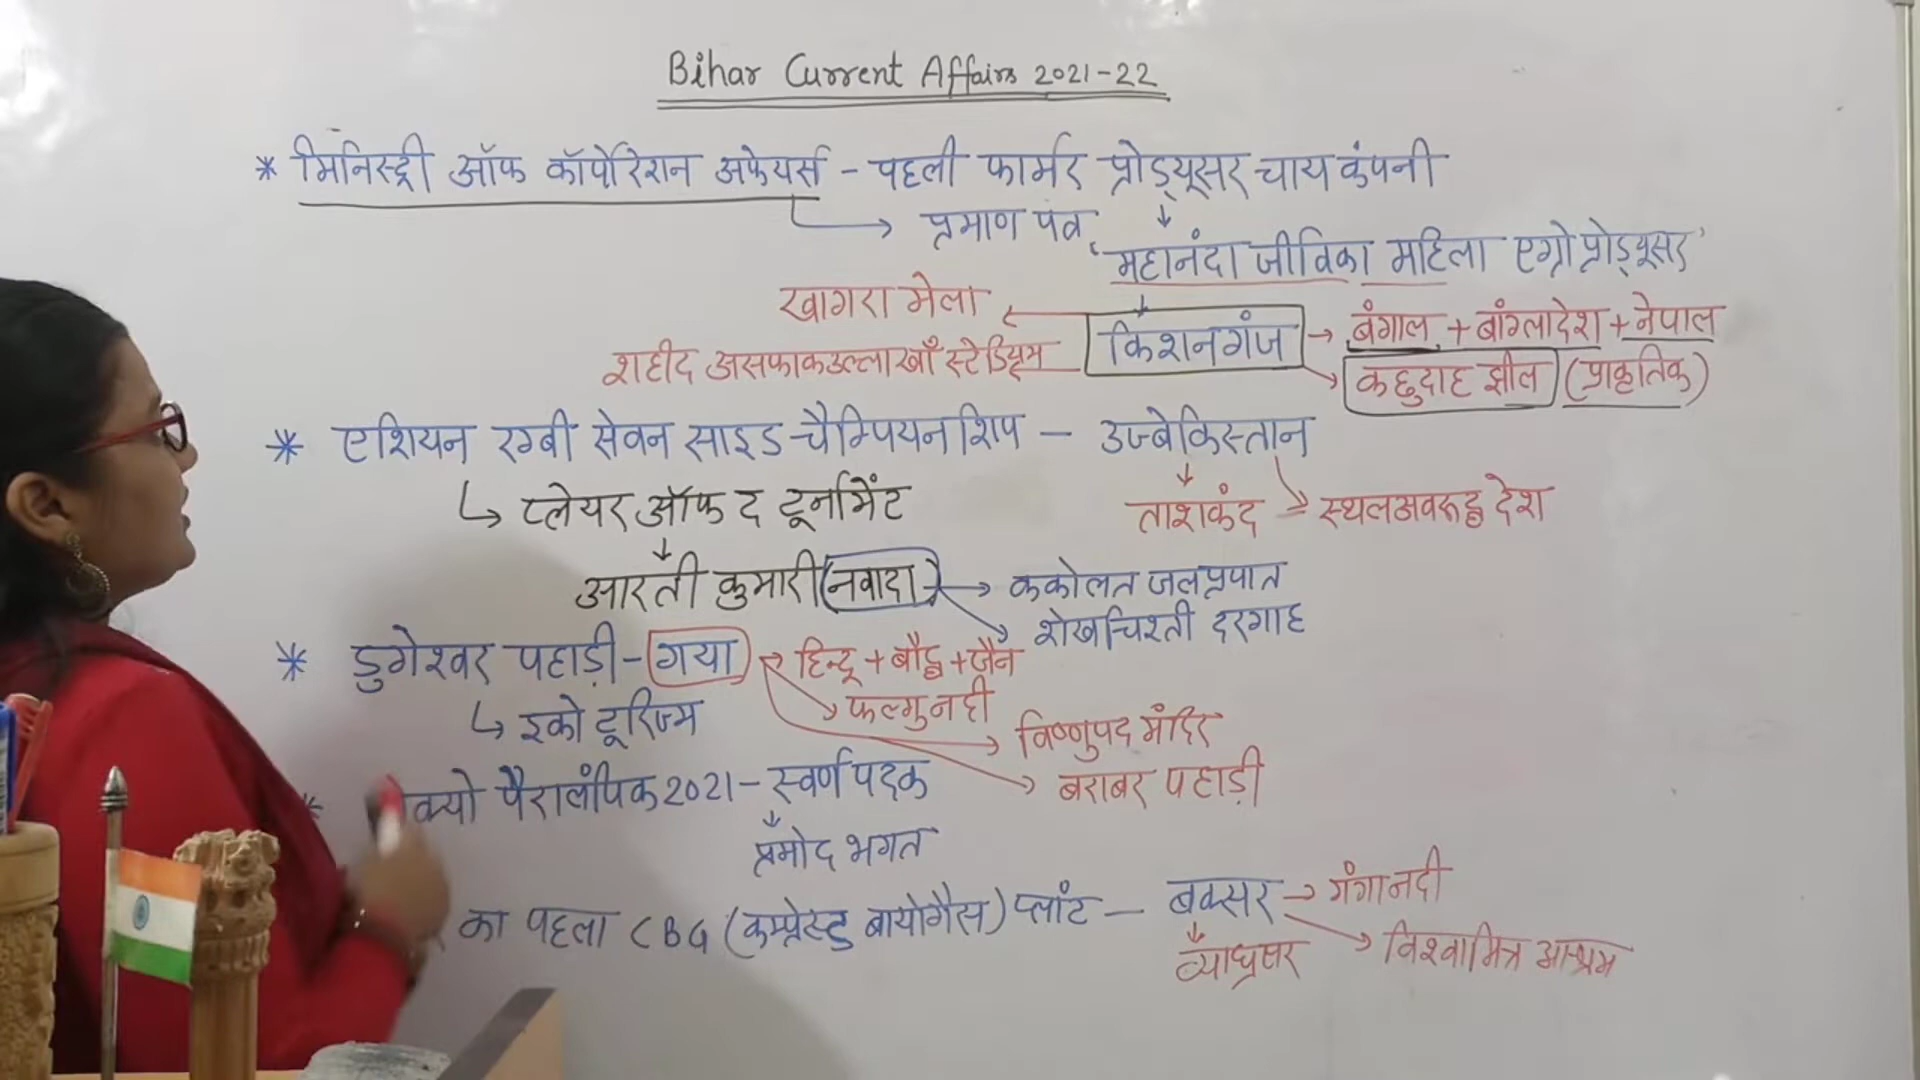 Bihar Current Affairs 2021-22
* मिनिस्ट्री ऑफ कॉर्पोरेशन अफेयर्स - पहली फार्मर प्रोड्यूसर चाय कंपनी
→ प्रमाण पत्र ↓
'महानंदा जीविका महिला एग्रो प्रोड्यूसर'
खागरा मेला
किशनगंज → बंगाल + बांग्लादेश + नेपाल
शहीद असफाकउल्लाखाँ स्टेडियम
कछुदाह झील (प्राकृतिक)
* एशियन रग्बी सेवन साइड चैम्पियनशिप - उज्बेकिस्तान
↳ प्लेयर ऑफ द टूर्नामेंट
ताशकंद → स्थलअवरूद्ध देश
आरती कुमारी (नवादा) → ककोलत जलप्रपात
शेखचिश्ती दरगाह
* डुगेश्वर पहाड़ी - गया → हिन्दू + बौद्ध + जैन
↳ इको टूरिज्म
फल्गु नदी
विष्णुपद मंदिर
पैरालंपिक 2021 - स्वर्ण पदक
बराबर पहाड़ी
प्रमोद भगत
का पहला CBG (कम्प्रेस्ड बायोगैस) प्लांट - बक्सर → गंगा नदी
व्याघ्रसर
→ विश्वामित्र आश्रम